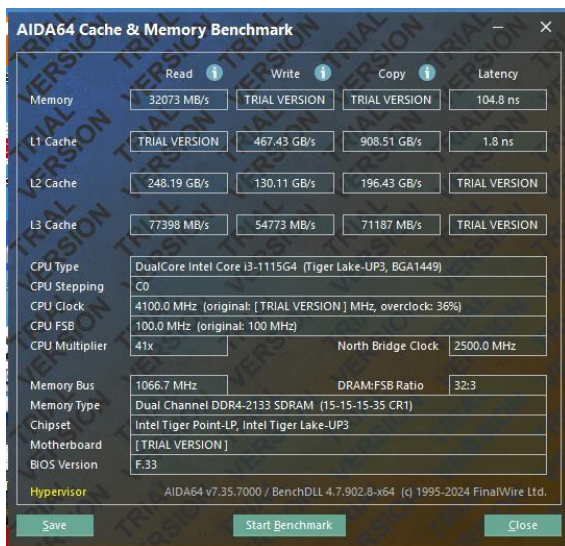 AIDA64 Cache & Memory Benchmark
Read Write Copy Latency
Memory 32073 MB/s TRIAL VERSION TRIAL VERSION 104.8 ns
L1 Cache TRIAL VERSION 467.43 GB/s 908.51 GB/s 1.8 ns
L2 Cache 248.19 GB/s 130.11 GB/s 196.43 GB/s TRIAL VERSION
L3 Cache 77398 MB/s 54773 MB/s 71187 MB/s TRIAL VERSION
CPU Type DualCore Intel Core i3-1115G4 (Tiger Lake-UP3, BGA1449)
CPU Stepping C0
CPU Clock 4100.0 MHz (original: [ TRIAL VERSION ] MHz, overclock: 36%)
CPU FSB 100.0 MHz (original: 100 MHz)
CPU Multiplier 41x North Bridge Clock 2500.0 MHz
Memory Bus 1066.7 MHz DRAM:FSB Ratio 32:3
Memory Type Dual Channel DDR4-2133 SDRAM (15-15-15-35 CR1)
Chipset Intel Tiger Point-LP, Intel Tiger Lake-UP3
Motherboard [ TRIAL VERSION ]
BIOS Version F.33
Hypervisor AIDA64 v7.35.7000 / BenchDLL 4.7.902.8-x64 (c) 1995-2024 FinalWire Ltd.
Save Start Benchmark Close
TRIAL VERSION